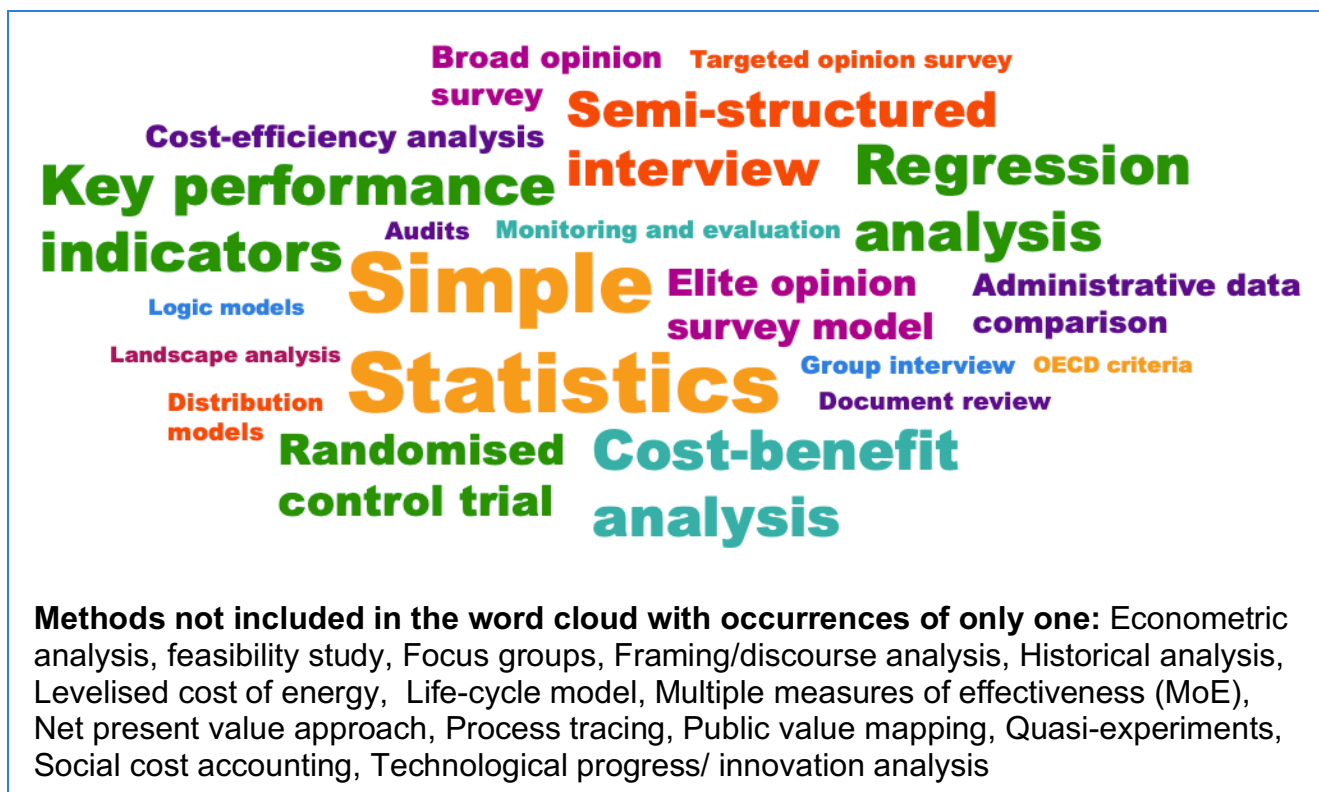 Broad opinion
survey
Targeted opinion survey
Semi-structured
interview
Cost-efficiency analysis
Key performance
indicators
Regression
analysis
Audits
Monitoring and evaluation
Simple
Statistics
Elite opinion
survey model
Administrative data
comparison
Logic models
Landscape analysis
Group interview
OECD criteria
Distribution
models
Document review
Randomised
control trial
Cost-benefit
analysis
Methods not included in the word cloud with occurrences of only one: Econometric
analysis, feasibility study, Focus groups, Framing/discourse analysis, Historical analysis,
Levelised cost of energy,  Life-cycle model, Multiple measures of effectiveness (MoE),
Net present value approach, Process tracing, Public value mapping, Quasi-experiments,
Social cost accounting, Technological progress/ innovation analysis